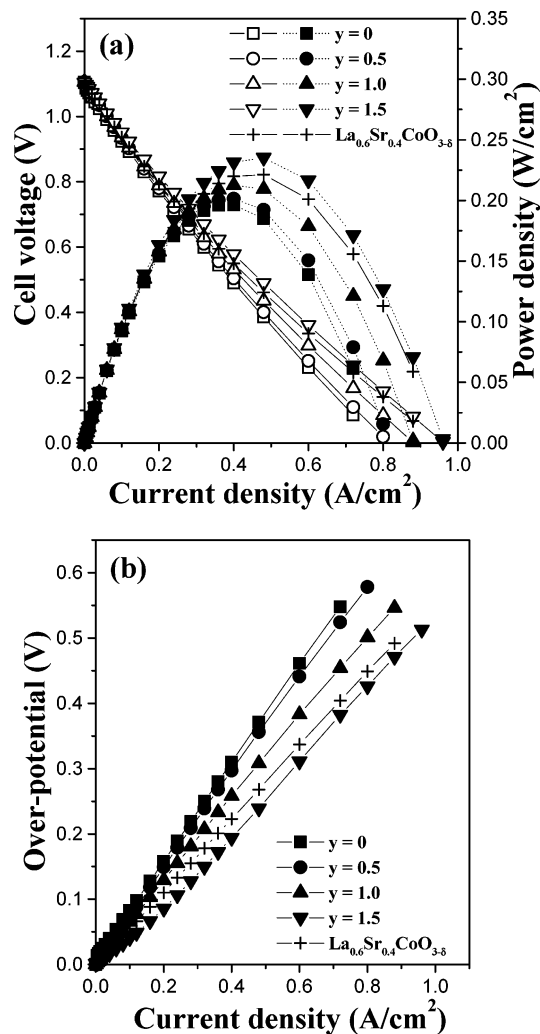 (a)
y = 0
y = 0.5
y = 1.0
y = 1.5
La0.6Sr0.4CoO3-δ
Cell voltage (V)
1.2
1.0
0.8
0.6
0.4
0.2
0.0
Power density (W/cm2)
0.35
0.30
0.25
0.20
0.15
0.10
0.05
0.00
0.0 0.2 0.4 0.6 0.8 1.0
Current density (A/cm2)
(b)
Over-potential (V)
0.6
0.5
0.4
0.3
0.2
0.1
0.0
y = 0
y = 0.5
y = 1.0
y = 1.5
La0.6Sr0.4CoO3-δ
0.0 0.2 0.4 0.6 0.8 1.0
Current density (A/cm2)